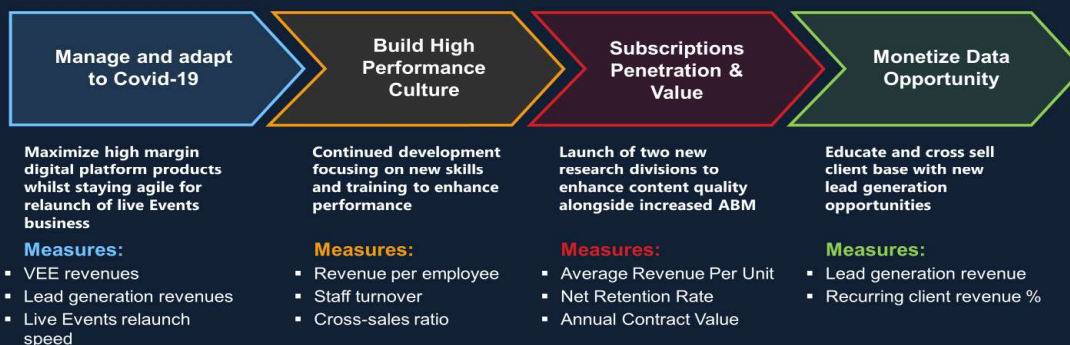 Manage and adapt
to Covid-19
Build High
Performance
Culture
Subscriptions
Penetration &
Value
Monetize Data
Opportunity
Maximize high margin
digital platform products
whilst staying agile for
relaunch of live Events
business
Continued development
focusing on new skills
and training to enhance
performance
Launch of two new
research divisions to
enhance content quality
alongside increased ABM
Educate and cross sell
client base with new
lead generation
opportunities
Measures:
▪ VEE revenues
▪ Lead generation revenues
▪ Live Events relaunch
speed
Measures:
▪ Revenue per employee
▪ Staff turnover
▪ Cross-sales ratio
Measures:
▪ Average Revenue Per Unit
▪ Net Retention Rate
▪ Annual Contract Value
Measures:
▪ Lead generation revenue
▪ Recurring client revenue %